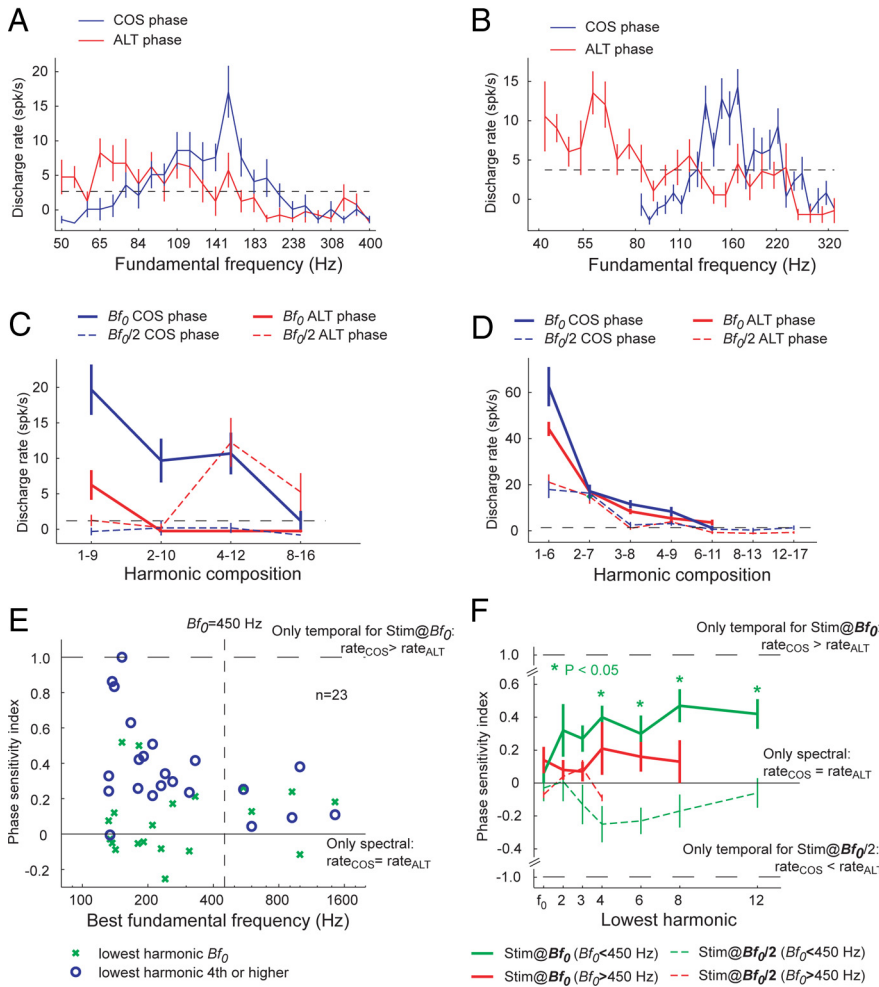 A
COS phase
ALT phase
Discharge rate (spk/s)
20
15
10
5
0
50 65 84 109 141 183 238 308 400
Fundamental frequency (Hz)
B
COS phase
ALT phase
Discharge rate (spk/s)
15
10
5
0
40 55 80 110 160 220 320
Fundamental frequency (Hz)
C
Bf0 COS phase
Bf0/2 COS phase
Bf0 ALT phase
Bf0/2 ALT phase
Discharge rate (spk/s)
20
15
10
5
0
1-9 2-10 4-12 8-16
Harmonic composition
D
Bf0 COS phase
Bf0/2 COS phase
Bf0 ALT phase
Bf0/2 ALT phase
Discharge rate (spk/s)
60
40
20
0
1-6 2-7 3-8 4-9 6-11 8-13 12-17
Harmonic composition
E
Bf0=450 Hz
Only temporal for Stim@Bf0:
rateCOS> rateALT
n=23
Phase sensitivity index
1.0
0.8
0.6
0.4
0.2
0
-0.2
Only spectral:
rateCOS= rateALT
100 200 400 800 1600
Best fundamental frequency (Hz)
lowest harmonic Bf0
lowest harmonic 4th or higher
F
Only temporal for Stim@Bf0:
rateCOS > rateALT
* P < 0.05
* * * *
Phase sensitivity index
1.0
0.6
0.4
0.2
0
-0.2
-0.4
-1.0
Only spectral:
rateCOS = rateALT
Only temporal for Stim@Bf0/2:
rateCOS < rateALT
f0 2 3 4 6 8 12
Lowest harmonic
Stim@Bf0 (Bf0<450 Hz)
Stim@Bf0 (Bf0>450 Hz)
Stim@Bf0/2 (Bf0<450 Hz)
Stim@Bf0/2 (Bf0>450 Hz)